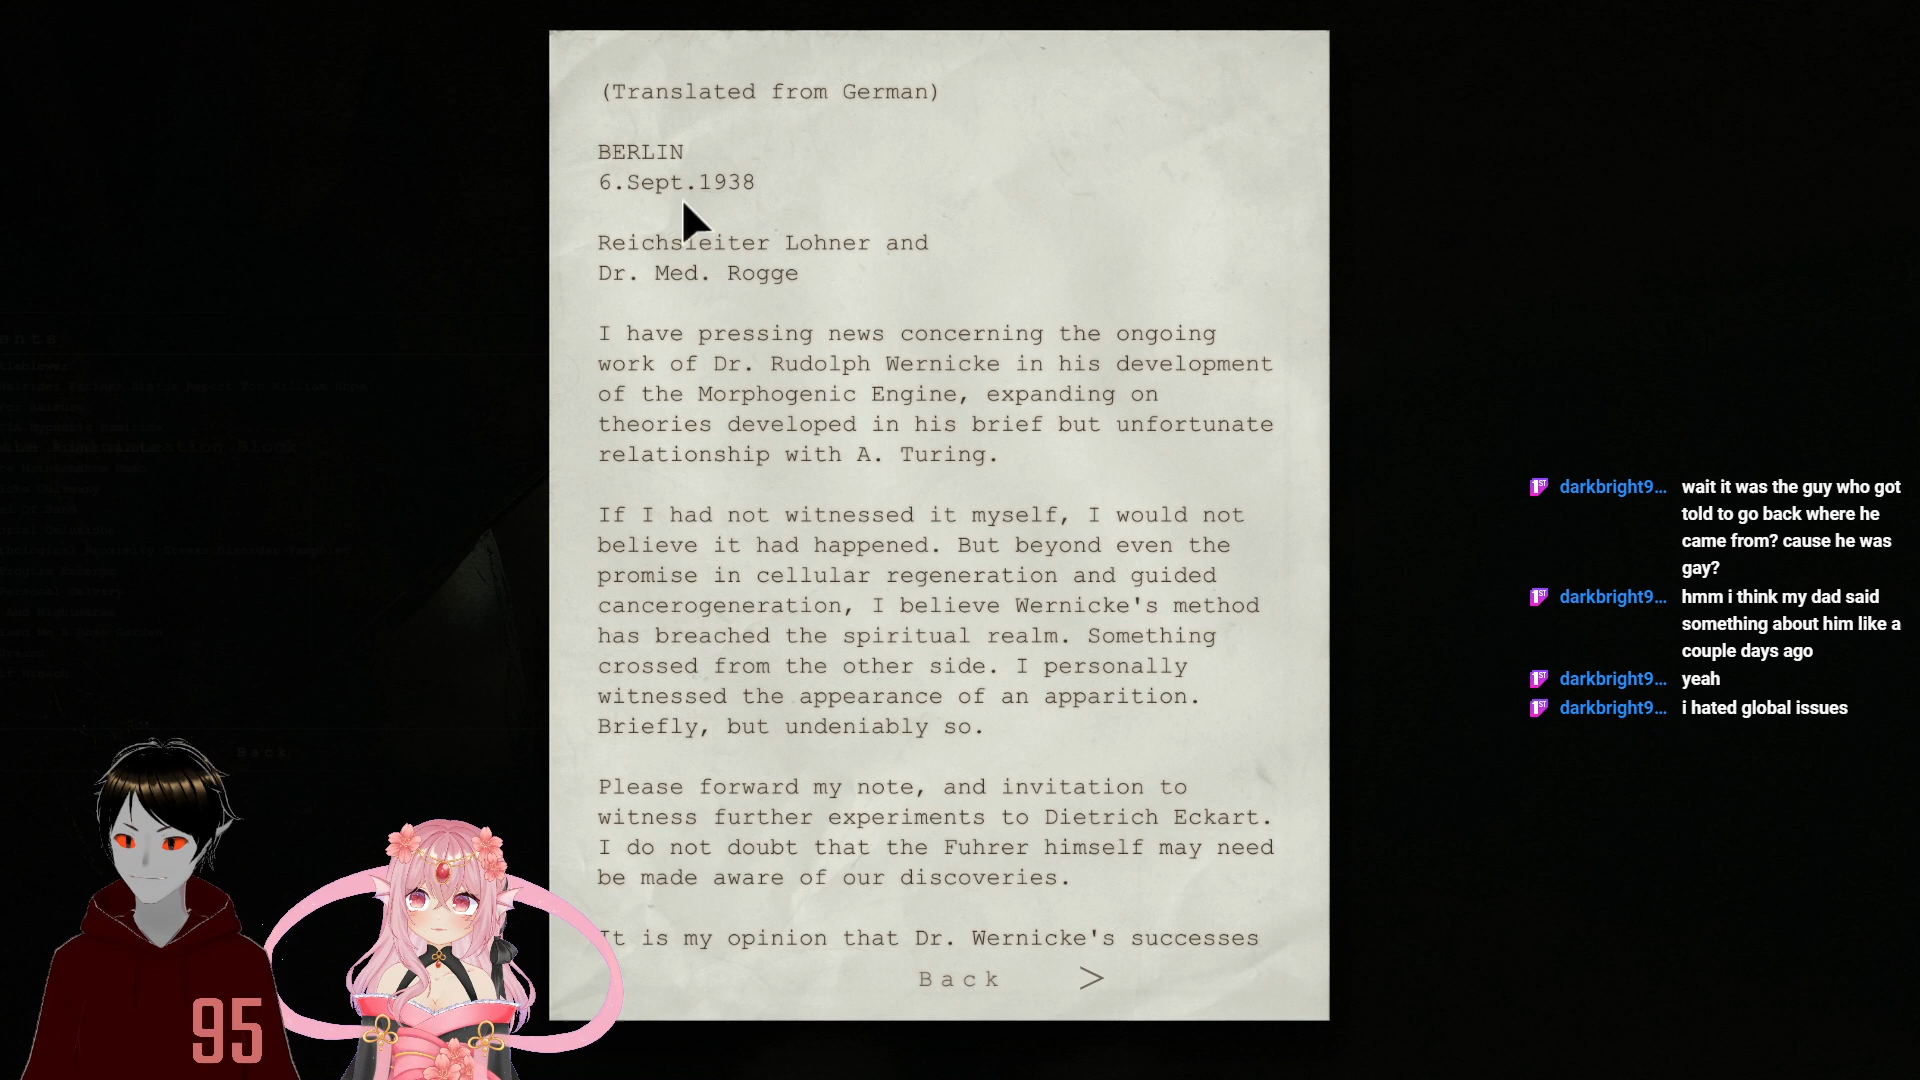 (Translated from German)
BERLIN
6.Sept.1938
Reichsleiter Lohner and
Dr. Med. Rogge
I have pressing news concerning the ongoing
work of Dr. Rudolph Wernicke in his development
of the Morphogenic Engine, expanding on
theories developed in his brief but unfortunate
relationship with A. Turing.
If I had not witnessed it myself, I would not
believe it had happened. But beyond even the
promise in cellular regeneration and guided
cancerogeneration, I believe Wernicke's method
has breached the spiritual realm. Something
crossed from the other side. I personally
witnessed the appearance of an apparition.
Briefly, but undeniably so.
Please forward my note, and invitation to
witness further experiments to Dietrich Eckart.
I do not doubt that the Fuhrer himself may need
be made aware of our discoveries.
It is my opinion that Dr. Wernicke's successes
Back >
Back
95
1ST darkbright9... wait it was the guy who got
told to go back where he
came from? cause he was
gay?
1ST darkbright9... hmm i think my dad said
something about him like a
couple days ago
1ST darkbright9... yeah
1ST darkbright9... i hated global issues